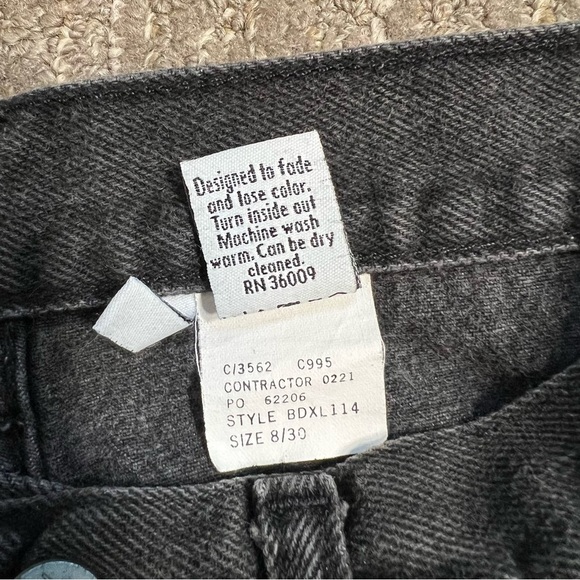 Designed to fade
and lose color.
Turn inside out
Machine wash
warm. Can be dry
cleaned.
RN 36009
C/3562 C995
CONTRACTOR 0221
PO 62206
STYLE BDXL114
SIZE 8/30